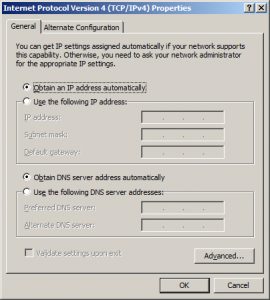 Internet Protocol Version 4 (TCP/IPv4) Properties
General
Alternate Configuration
You can get IP settings assigned automatically if your network supports
this capability. Otherwise, you need to ask your network administrator
for the appropriate IP settings.
Obtain an IP address automatically
Use the following IP address:
IP address:
Subnet mask:
Default gateway:
Obtain DNS server address automatically
Use the following DNS server addresses:
Preferred DNS server:
Alternate DNS server:
Validate settings upon exit
Advanced...
OK
Cancel